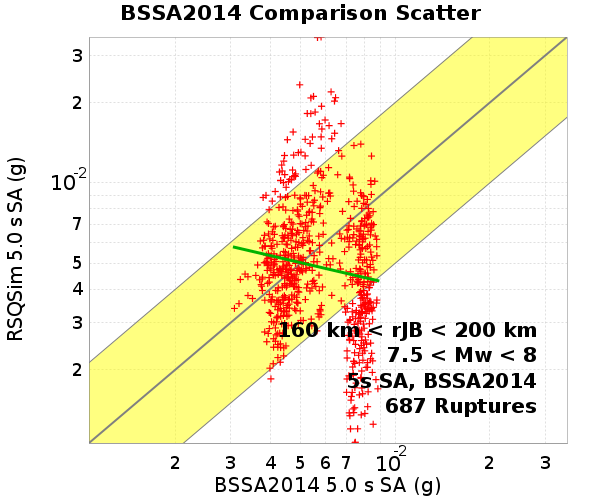 BSSA2014 Comparison Scatter
RSQSim 5.0 s SA (g)
3
2
10-2
7
5
4
3
2
160 km < rJB < 200 km
7.5 < Mw < 8
5s SA, BSSA2014
687 Ruptures
2 3 4 5 6 7 10-2 2 3
BSSA2014 5.0 s SA (g)